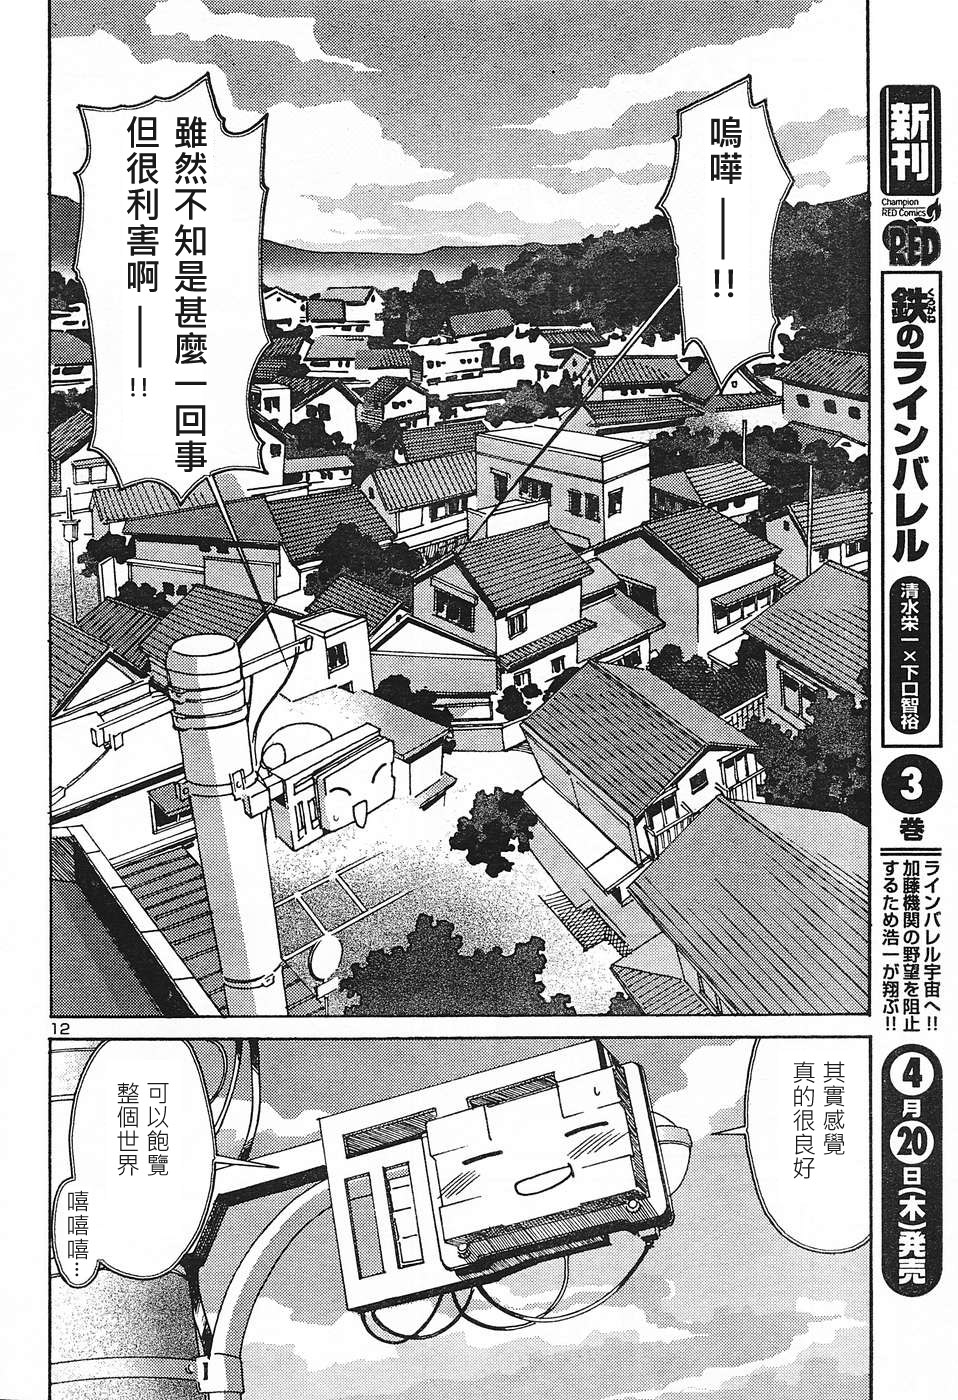 嗚嘩——!!
雖然不知是甚麼一回事
但很利害啊——!!
12
其實感覺
真的很良好
可以飽覽
整個世界
嘻嘻嘻…
新刊
Champion
RED Comics
RED
くろがね
鉄のラインバレル
清水栄一×下口智裕
3
巻
ラインバレル宇宙へ!!
加藤機関の野望を阻止
するため浩一が翔ぶ!!
4月20日(木)発売